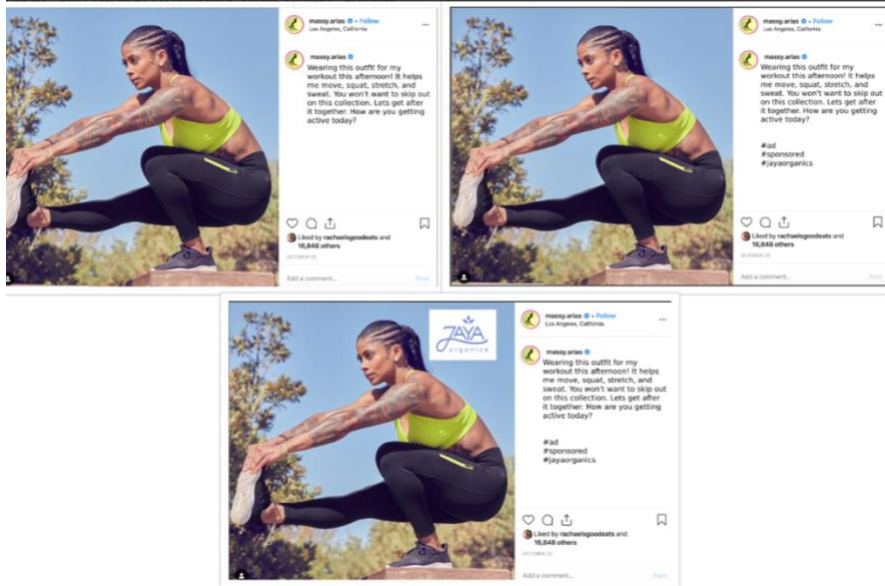 massy.arias • Follow
Los Angeles, California
massy.arias
Wearing this outfit for my
workout this afternoon! It helps
me move, squat, stretch, and
sweat. You won't want to skip out
on this collection. Lets get after
it together. How are you getting
active today?
Liked by rachaelsgoodeats and
16,848 others
OCTOBER
Add a comment...
Post
massy.arias • Follow
Los Angeles, California
massy.arias
Wearing this outfit for my
workout this afternoon! It helps
me move, squat, stretch, and
sweat. You won't want to skip out
on this collection. Lets get after
it together. How are you getting
active today?
#ad
#sponsored
#jayaorganics
Liked by rachaelsgoodeats and
16,848 others
OCTOBER
Add a comment...
Post
JAYA
organics
massy.arias • Follow
Los Angeles, California
massy.arias
Wearing this outfit for my
workout this afternoon! It helps
me move, squat, stretch, and
sweat. You won't want to skip out
on this collection. Lets get after
it together. How are you getting
active today?
#ad
#sponsored
#jayaorganics
Liked by rachaelsgoodeats and
16,848 others
OCTOBER
Add a comment...
Post